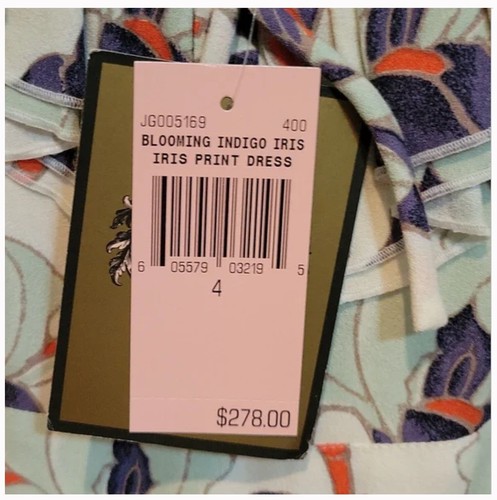 JG005169 400
BLOOMING INDIGO IRIS
IRIS PRINT DRESS
6 05579 03219 5
4
$278.00